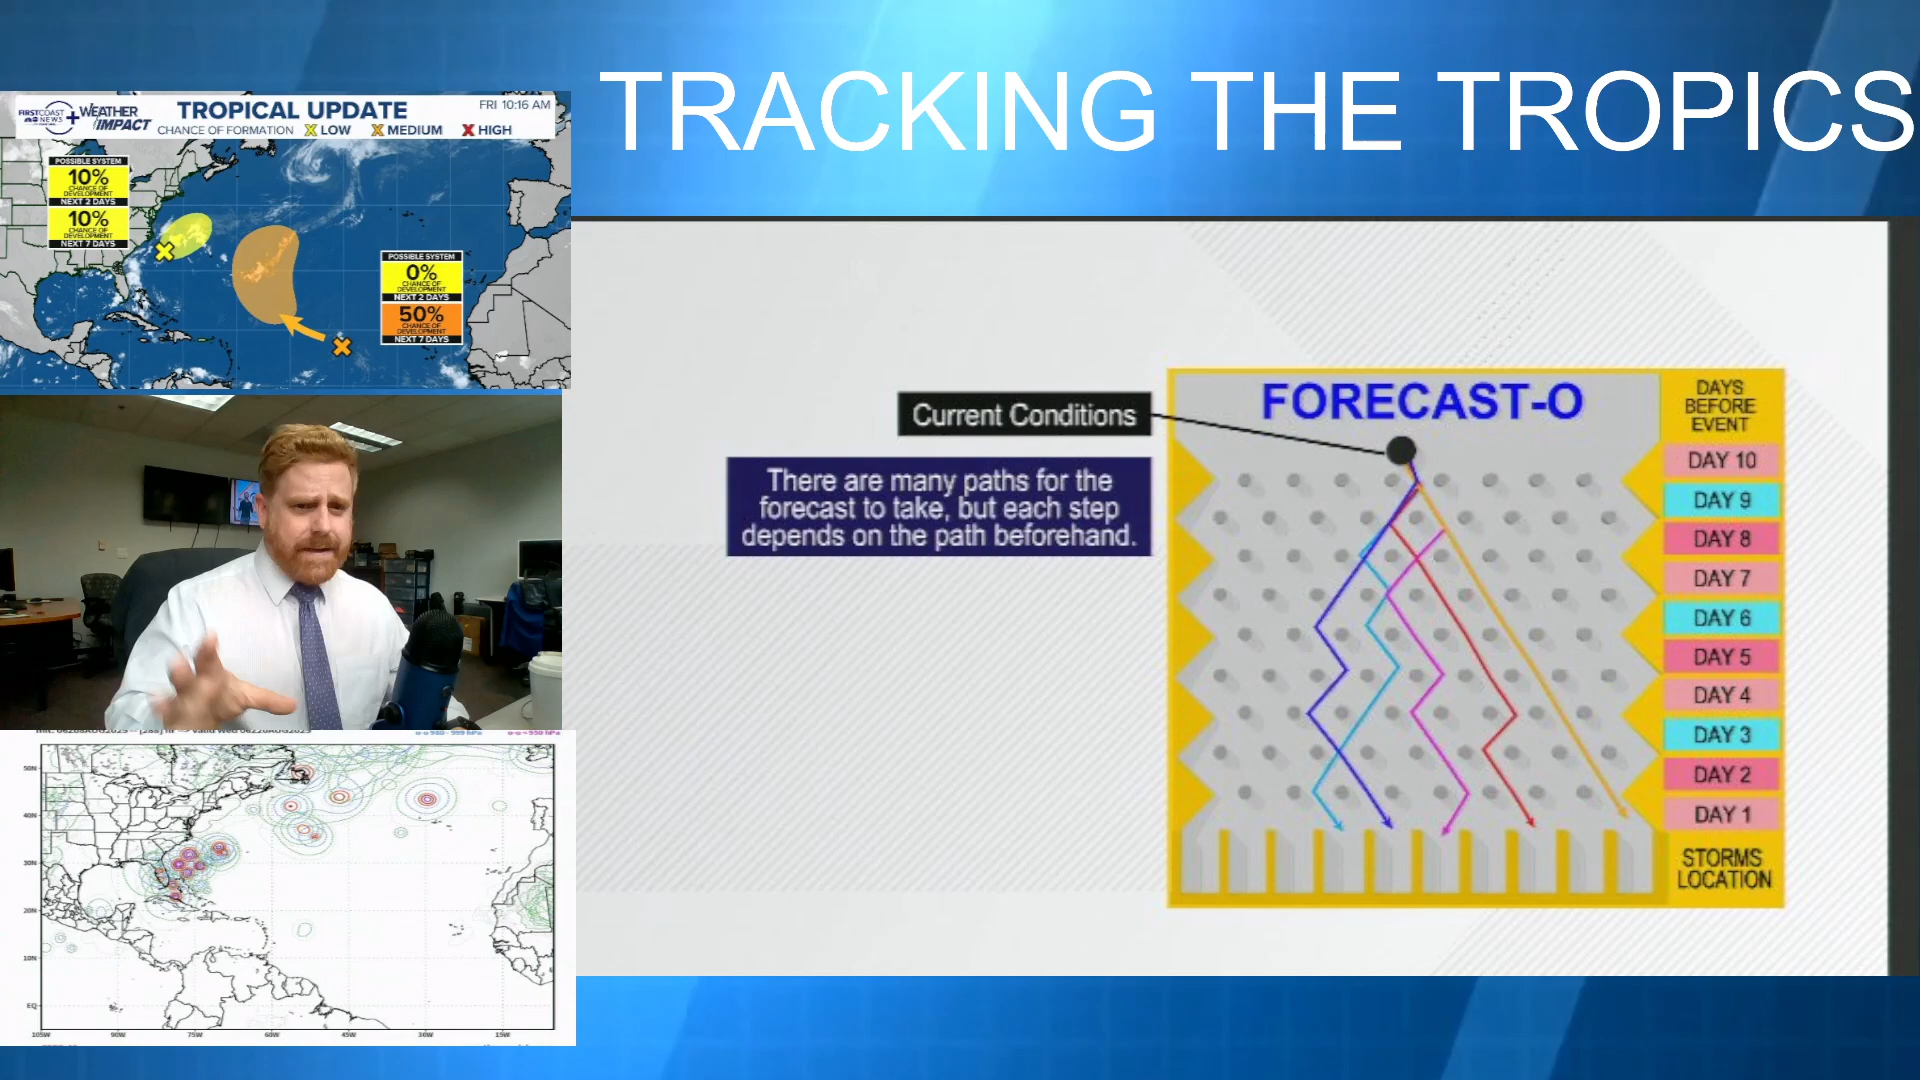 TRACKING THE TROPICS
FIRST COAST
NEWS
WEATHER
IMPACT
TROPICAL UPDATE
FRI 10:16 AM
CHANCE OF FORMATION X LOW X MEDIUM X HIGH
POSSIBLE SYSTEM
10%
CHANCE OF
DEVELOPMENT
NEXT 2 DAYS
10%
CHANCE OF
DEVELOPMENT
NEXT 7 DAYS
POSSIBLE SYSTEM
0%
CHANCE OF
DEVELOPMENT
NEXT 2 DAYS
50%
CHANCE OF
DEVELOPMENT
NEXT 7 DAYS
Current Conditions
There are many paths for the
forecast to take, but each step
depends on the path beforehand.
FORECAST-O
DAYS
BEFORE
EVENT
DAY 10
DAY 9
DAY 8
DAY 7
DAY 6
DAY 5
DAY 4
DAY 3
DAY 2
DAY 1
STORMS
LOCATION
50N
40N
30N
20N
10N
EQ
105W 90W 75W 60W 45W 30W 15W